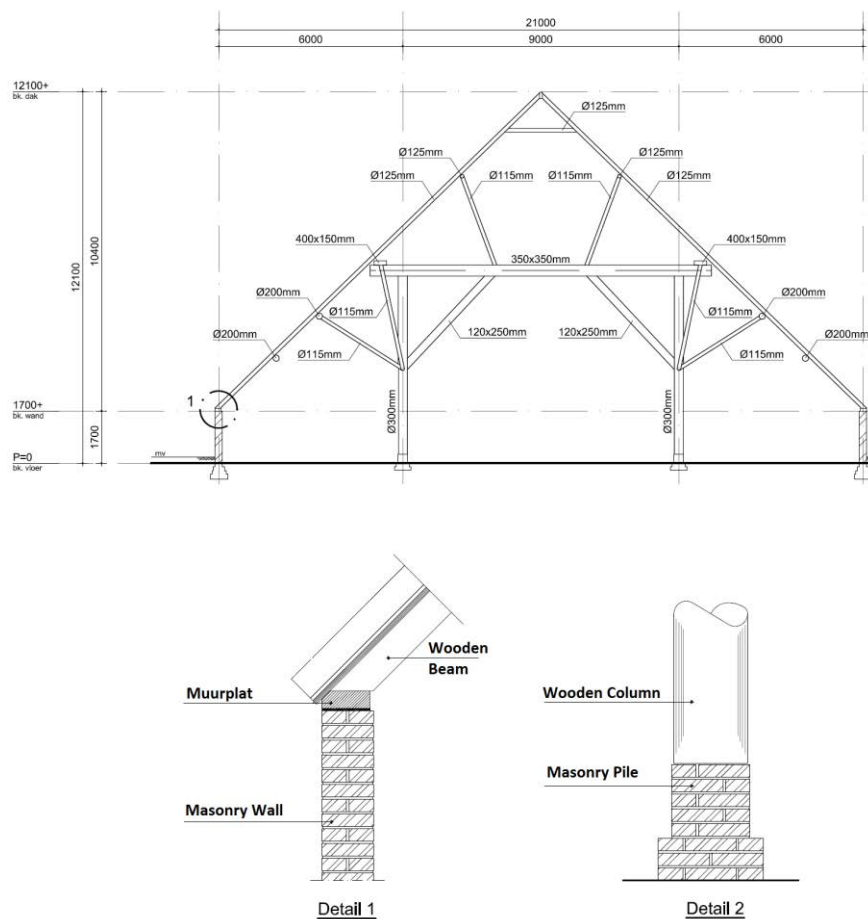 21000
6000
9000
6000
12100+
bk. dak
Ø125mm
Ø125mm
Ø125mm
Ø125mm
Ø115mm
Ø115mm
Ø125mm
400x150mm
350x350mm
400x150mm
12100
10400
Ø200mm
Ø200mm
Ø115mm
Ø115mm
120x250mm
120x250mm
Ø200mm
Ø200mm
Ø115mm
Ø115mm
1
1700+
bk. wand
1700
Ø300mm
Ø300mm
P=0
bk. vloer
mv
Wooden
Beam
Muurplat
Masonry Wall
Detail 1
Wooden Column
Masonry Pile
Detail 2